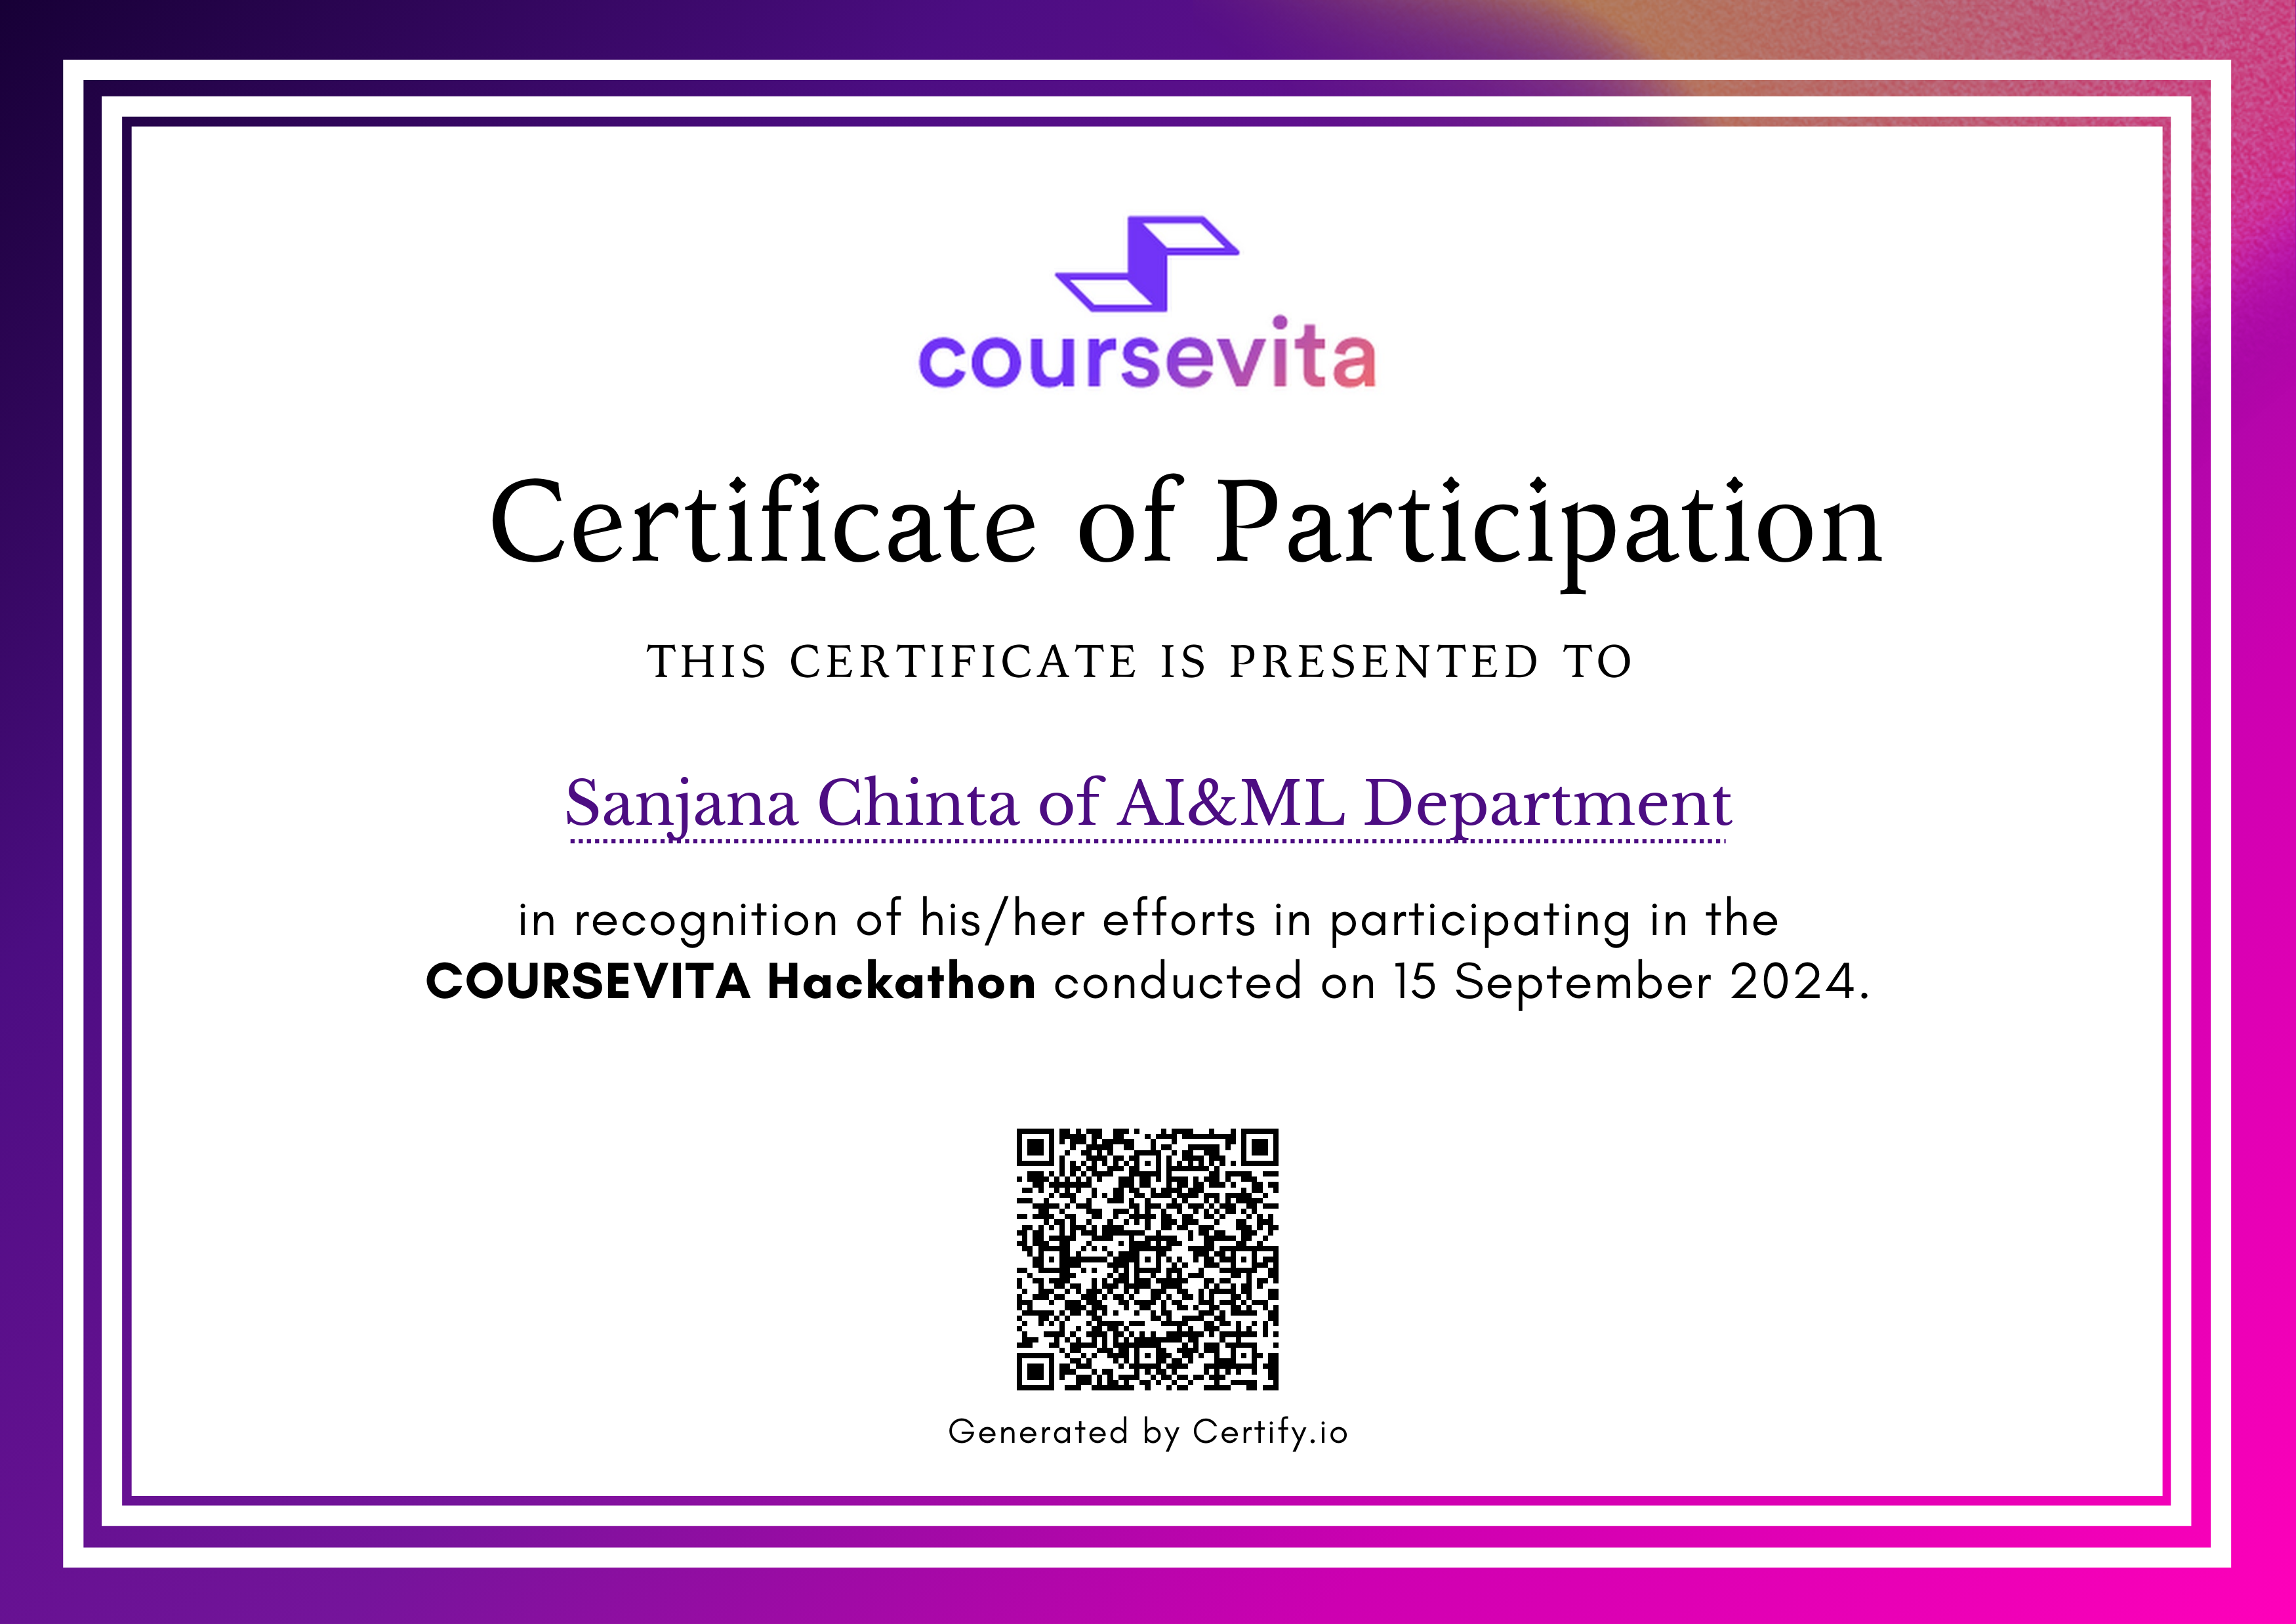 coursevita
Certificate of Participation
THIS CERTIFICATE IS PRESENTED TO
Sanjana Chinta of AI&ML Department
in recognition of his/her efforts in participating in the
COURSEVITA Hackathon conducted on 15 September 2024.
Generated by Certify.io